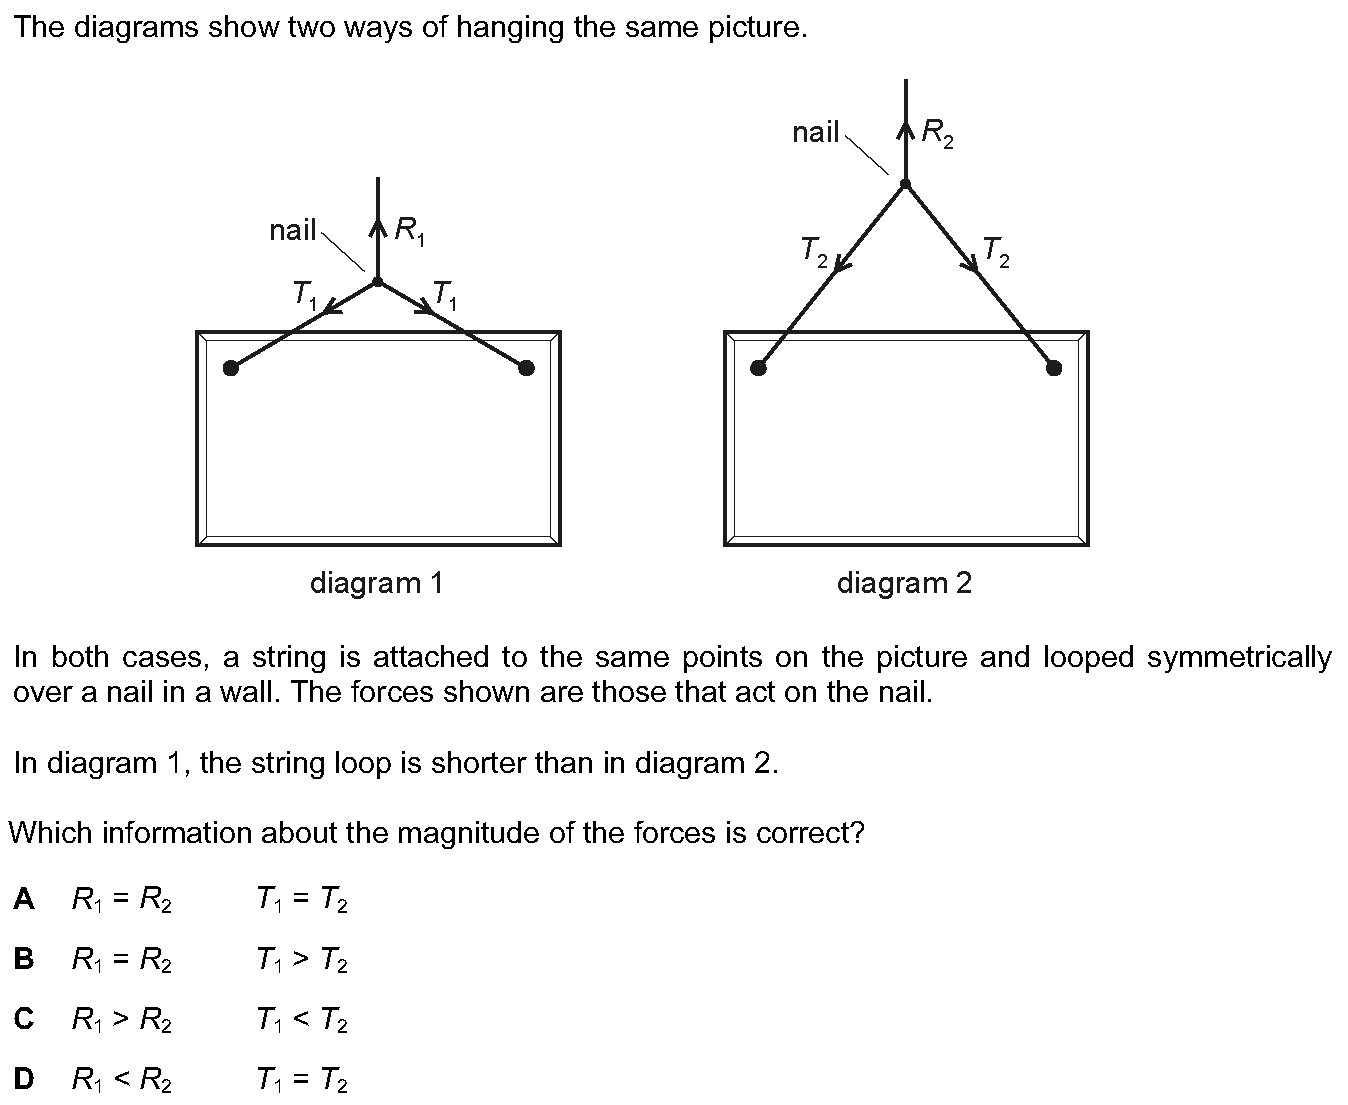 The diagrams show two ways of hanging the same picture.
nail
R2
nail
R1
T2
T2
T1
T1
diagram 1
diagram 2
In both cases, a string is attached to the same points on the picture and looped symmetrically
over a nail in a wall. The forces shown are those that act on the nail.
In diagram 1, the string loop is shorter than in diagram 2.
Which information about the magnitude of the forces is correct?
A R1 = R2 T1 = T2
B R1 = R2 T1 > T2
C R1 > R2 T1 < T2
D R1 < R2 T1 = T2